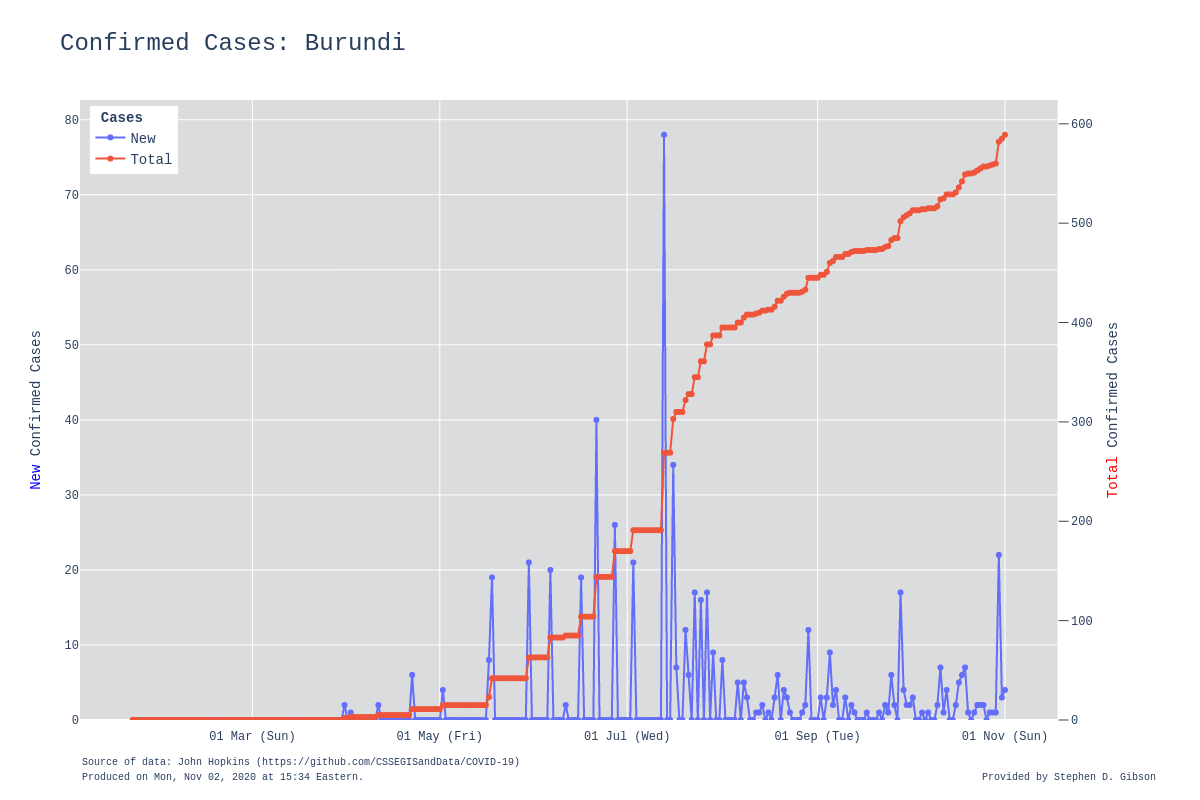 Confirmed Cases: Burundi
Cases
New
Total
80
70
60
50
40
30
20
10
0
New Confirmed Cases
600
500
400
300
200
100
0
Total Confirmed Cases
01 Mar (Sun)
01 May (Fri)
01 Jul (Wed)
01 Sep (Tue)
01 Nov (Sun)
Source of data: John Hopkins (https://github.com/CSSEGISandData/COVID-19)
Produced on Mon, Nov 02, 2020 at 15:34 Eastern.
Provided by Stephen D. Gibson